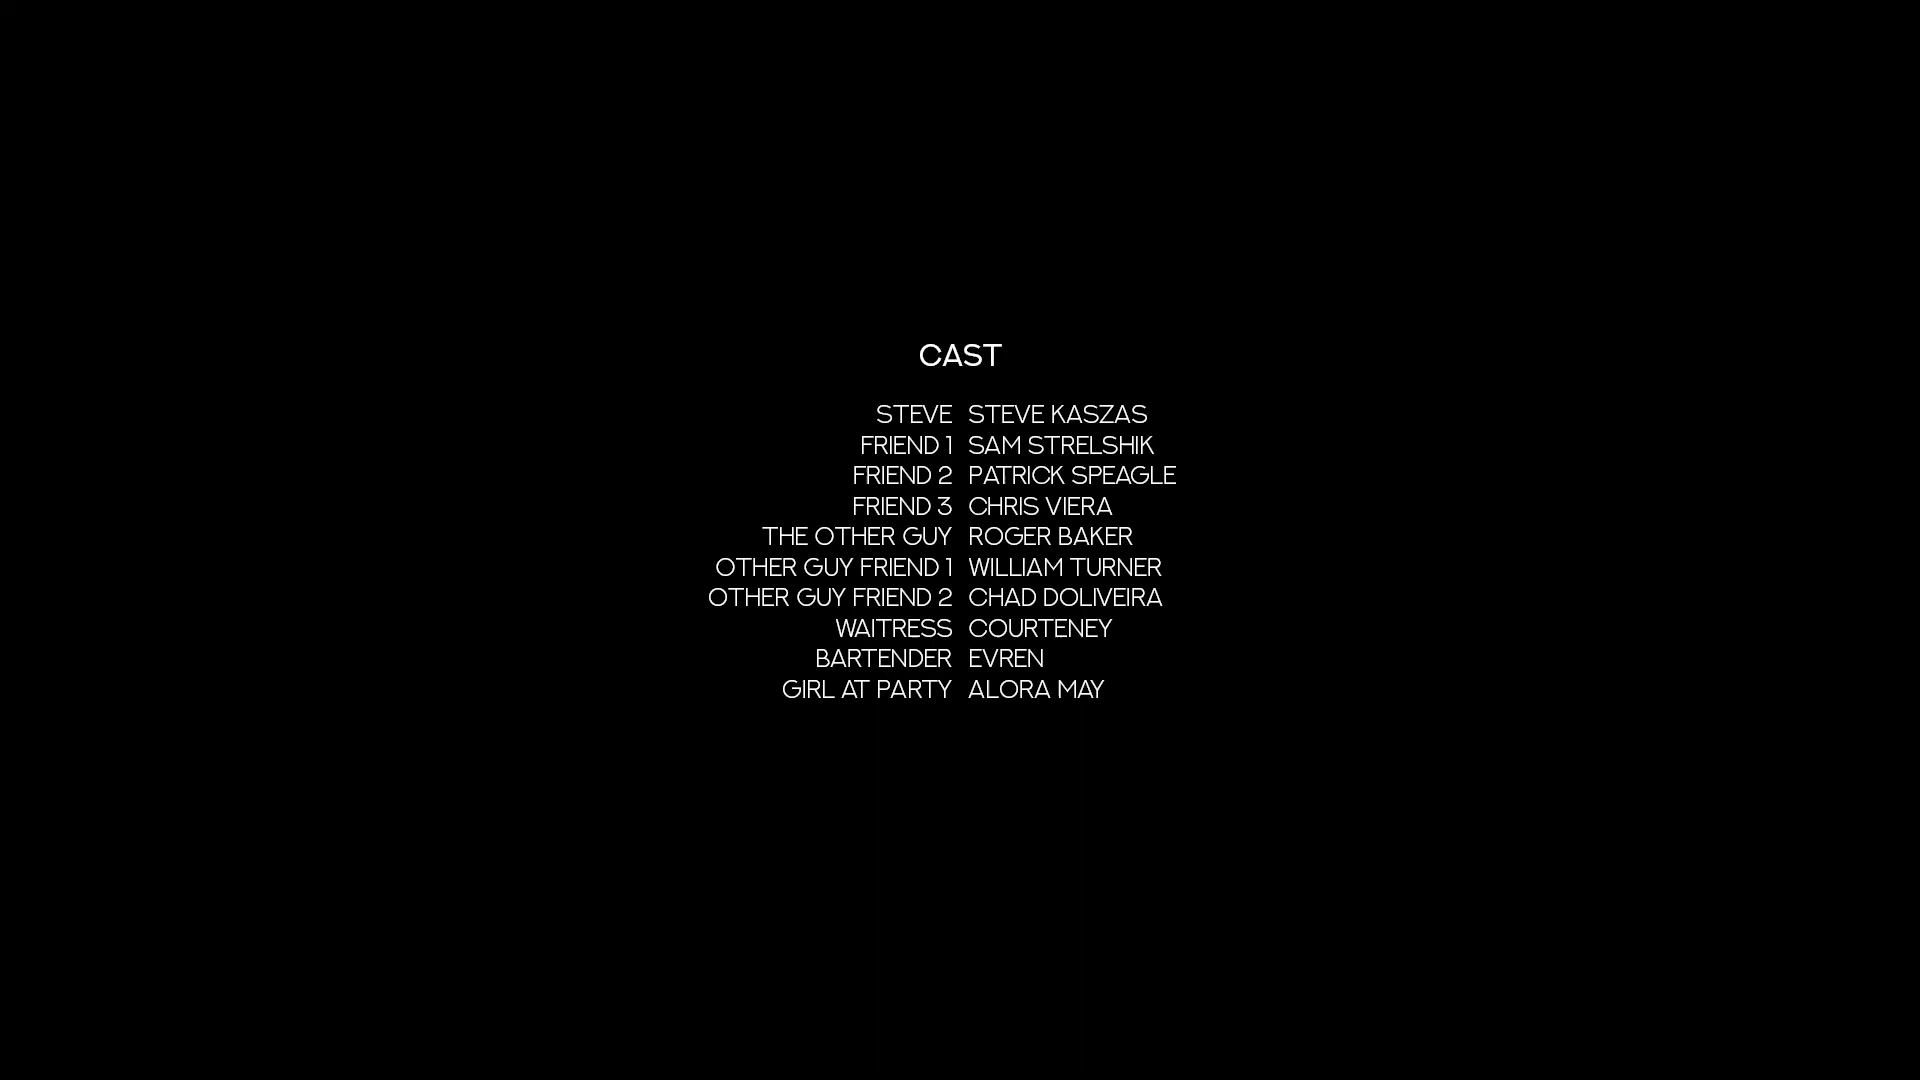 CAST
STEVE STEVE KASZAS
FRIEND 1 SAM STRELSHIK
FRIEND 2 PATRICK SPEAGLE
FRIEND 3 CHRIS VIERA
THE OTHER GUY ROGER BAKER
OTHER GUY FRIEND 1 WILLIAM TURNER
OTHER GUY FRIEND 2 CHAD DOLIVEIRA
WAITRESS COURTENEY
BARTENDER EVREN
GIRL AT PARTY ALORA MAY